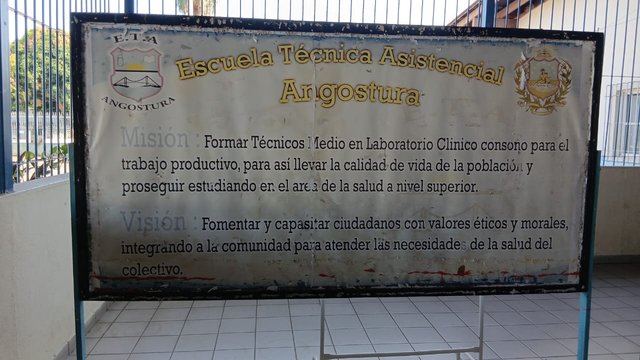 E.T.A
ANGOSTURA
Escuela Técnica Asistencial
Angostura
Misión : Formar Técnicos Medio en Laboratorio Clinico consono para el
trabajo productivo, para así llevar la calidad de vida de la población y
proseguir estudiando en el area de la salud a nivel superior.
Visión : Fomentar y capasitar ciudadanos con valores éticos y morales,
integrando a la comunidad para atender las necesidades de la salud del
colectivo.